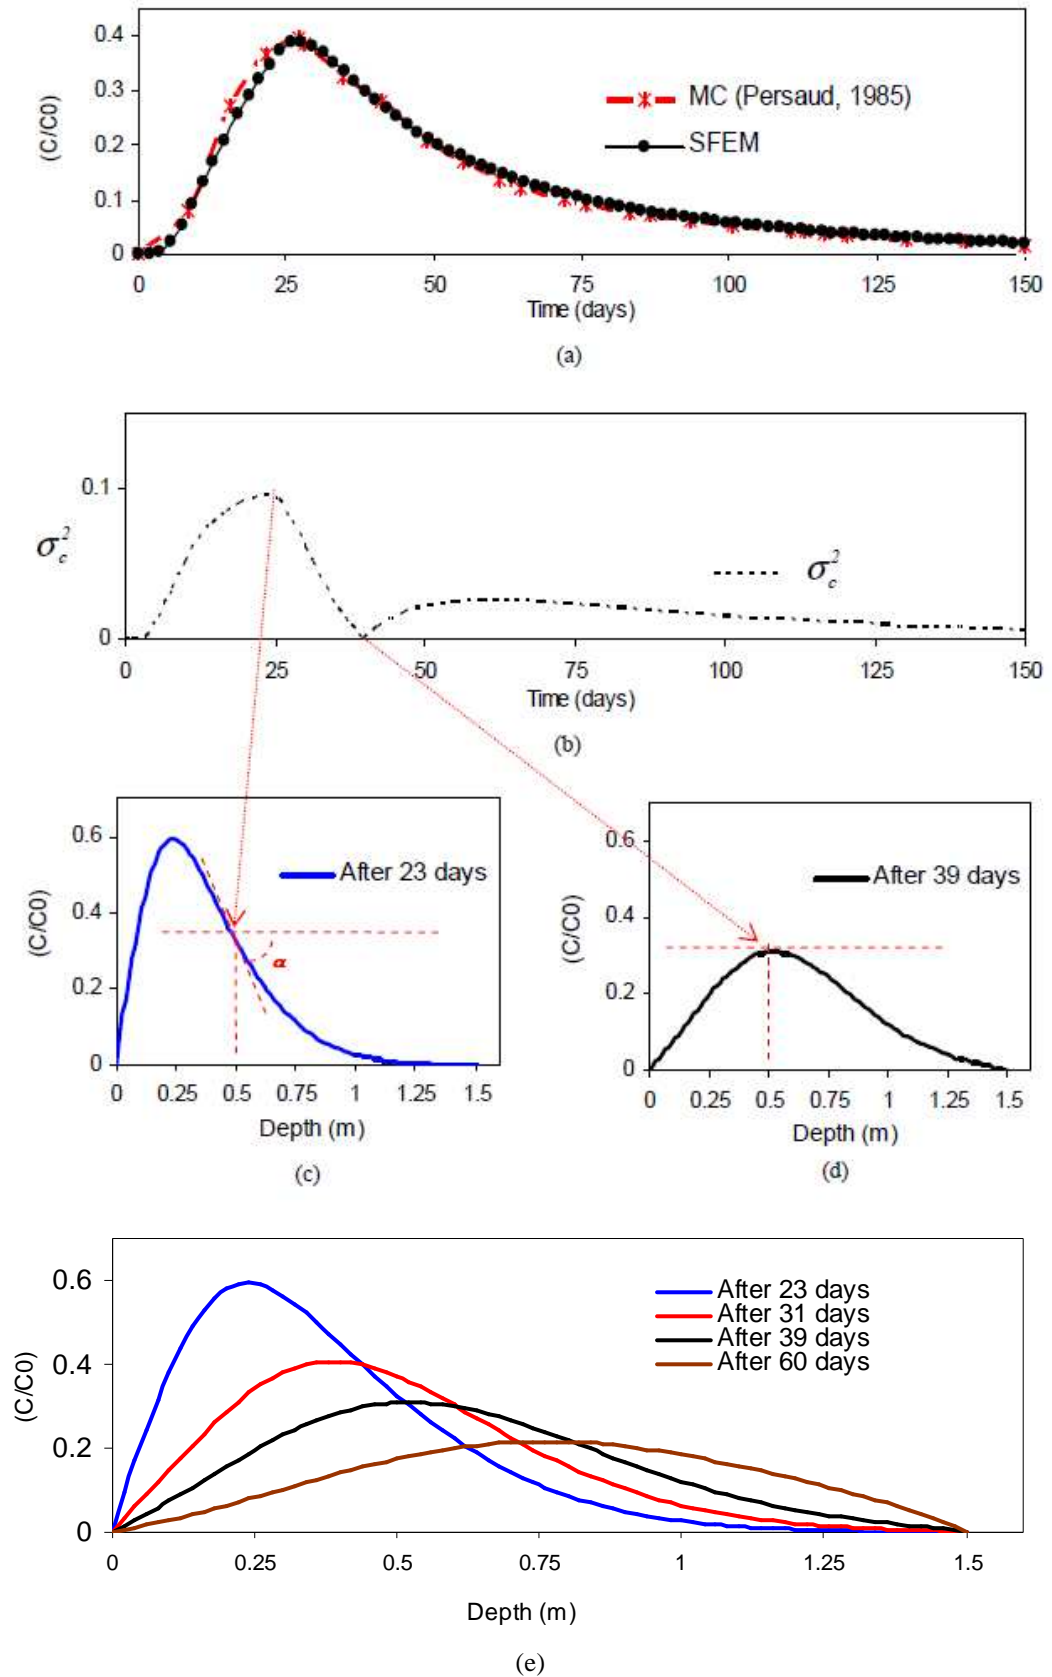 0.4
0.3
0.2
0.1
0
(C/C0)
MC (Persaud, 1985)
SFEM
0 25 50 75 100 125 150
Time (days)
(a)
0.1
0
σc²
σc²
0 25 50 75 100 125 150
Time (days)
(b)
0.6
0.4
0.2
0
(C/C0)
After 23 days
α
0 0.25 0.5 0.75 1 1.25 1.5
Depth (m)
(c)
0.6
0.4
0.2
0
(C/C0)
After 39 days
0 0.25 0.5 0.75 1 1.25 1.5
Depth (m)
(d)
0.6
0.4
0.2
0
(C/C0)
After 23 days
After 31 days
After 39 days
After 60 days
0 0.25 0.5 0.75 1 1.25 1.5
Depth (m)
(e)